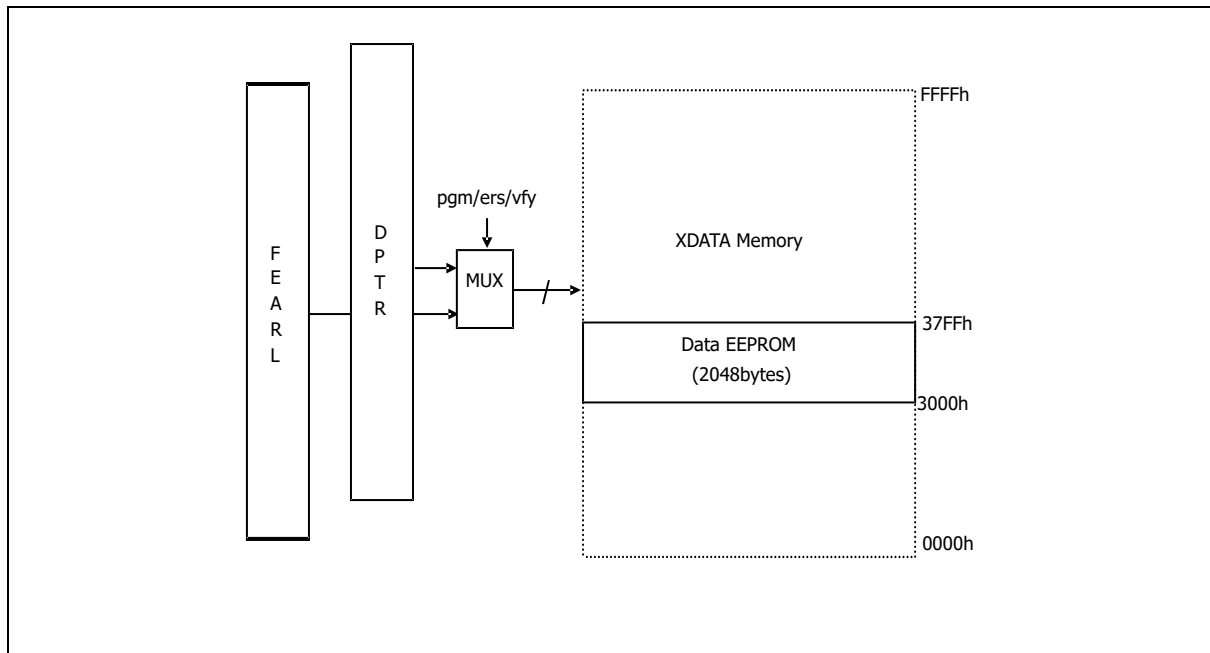 F
E
A
R
L
D
P
T
R
pgm/ers/vfy
MUX
FFFFh
XDATA Memory
37FFh
Data EEPROM
(2048bytes)
3000h
0000h